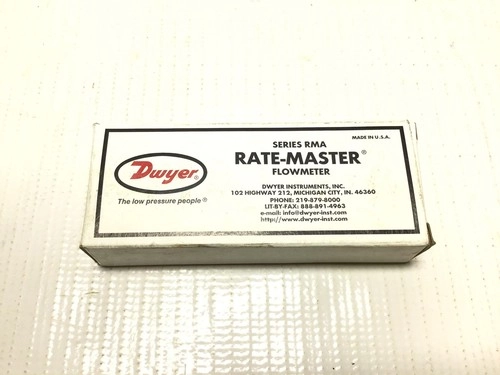 MADE IN U.S.A.
Dwyer®
The low pressure people®
SERIES RMA
RATE-MASTER®
FLOWMETER
DWYER INSTRUMENTS, INC.
102 HIGHWAY 212, MICHIGAN CITY, IN. 46360
PHONE: 219-879-8000
LIT-BY-FAX: 888-891-4963
e-mail: info@dwyer-inst.com
http://www.dwyer-inst.com